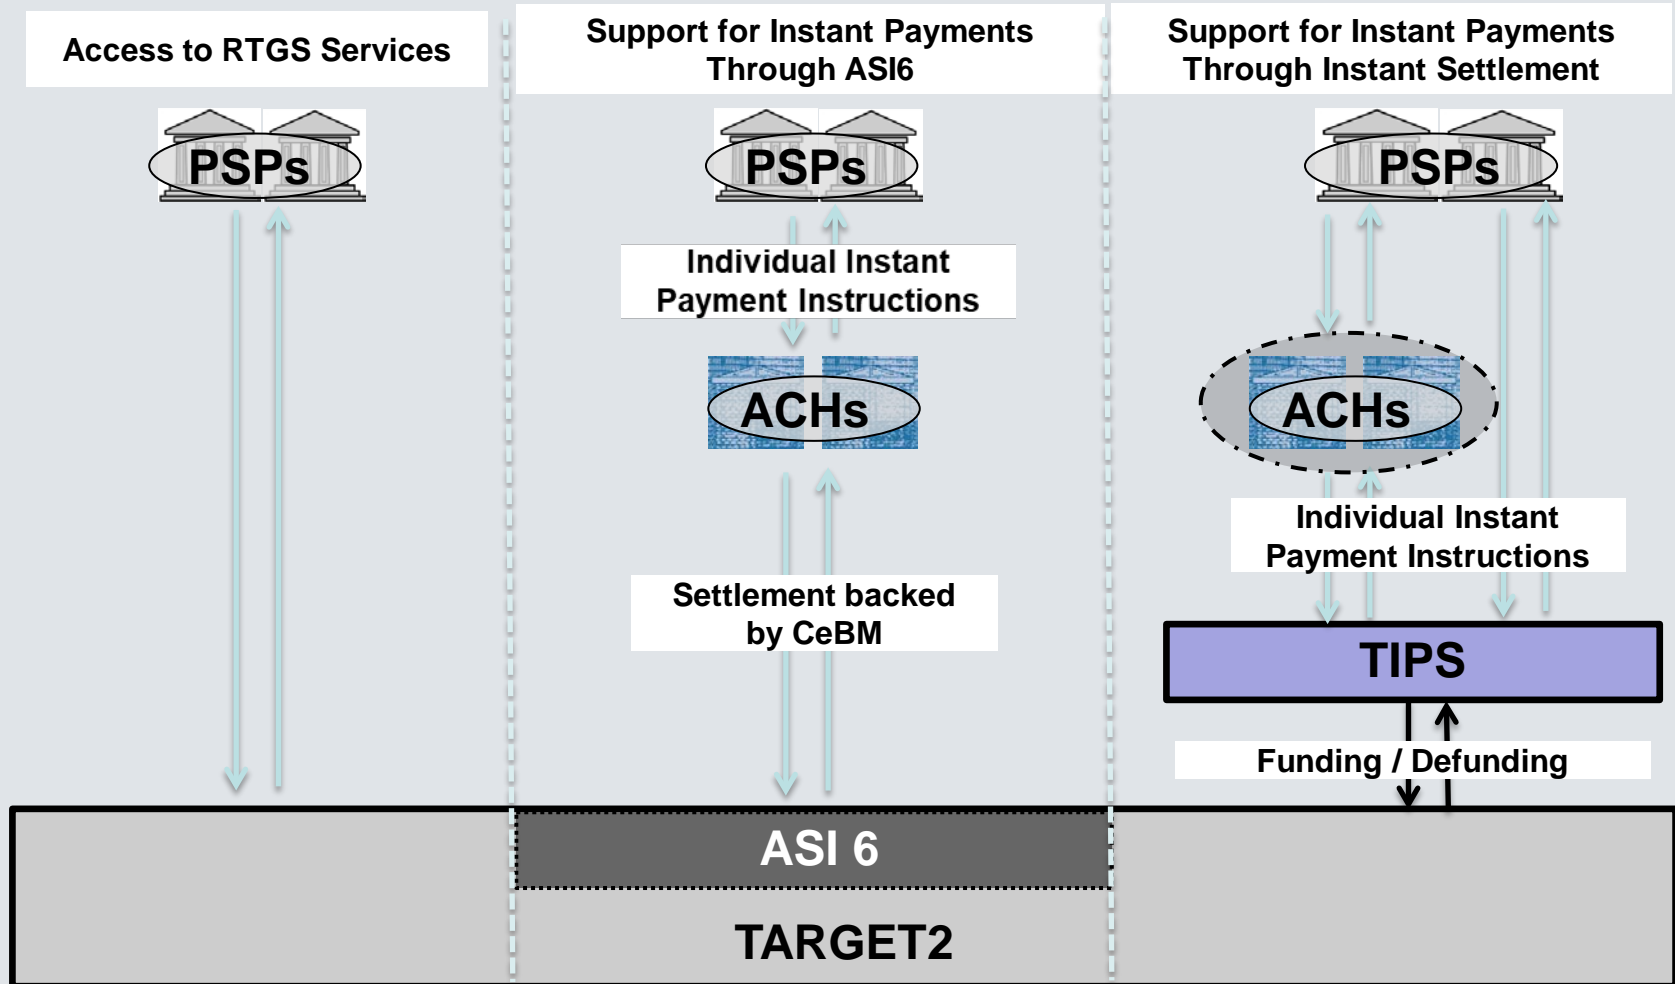 Access to RTGS Services
Support for Instant Payments
Through ASI6
Support for Instant Payments
Through Instant Settlement
PSPs
PSPs
PSPs
Individual Instant
Payment Instructions
ACHs
ACHs
Individual Instant
Payment Instructions
Settlement backed
by CeBM
TIPS
Funding / Defunding
ASI 6
TARGET2